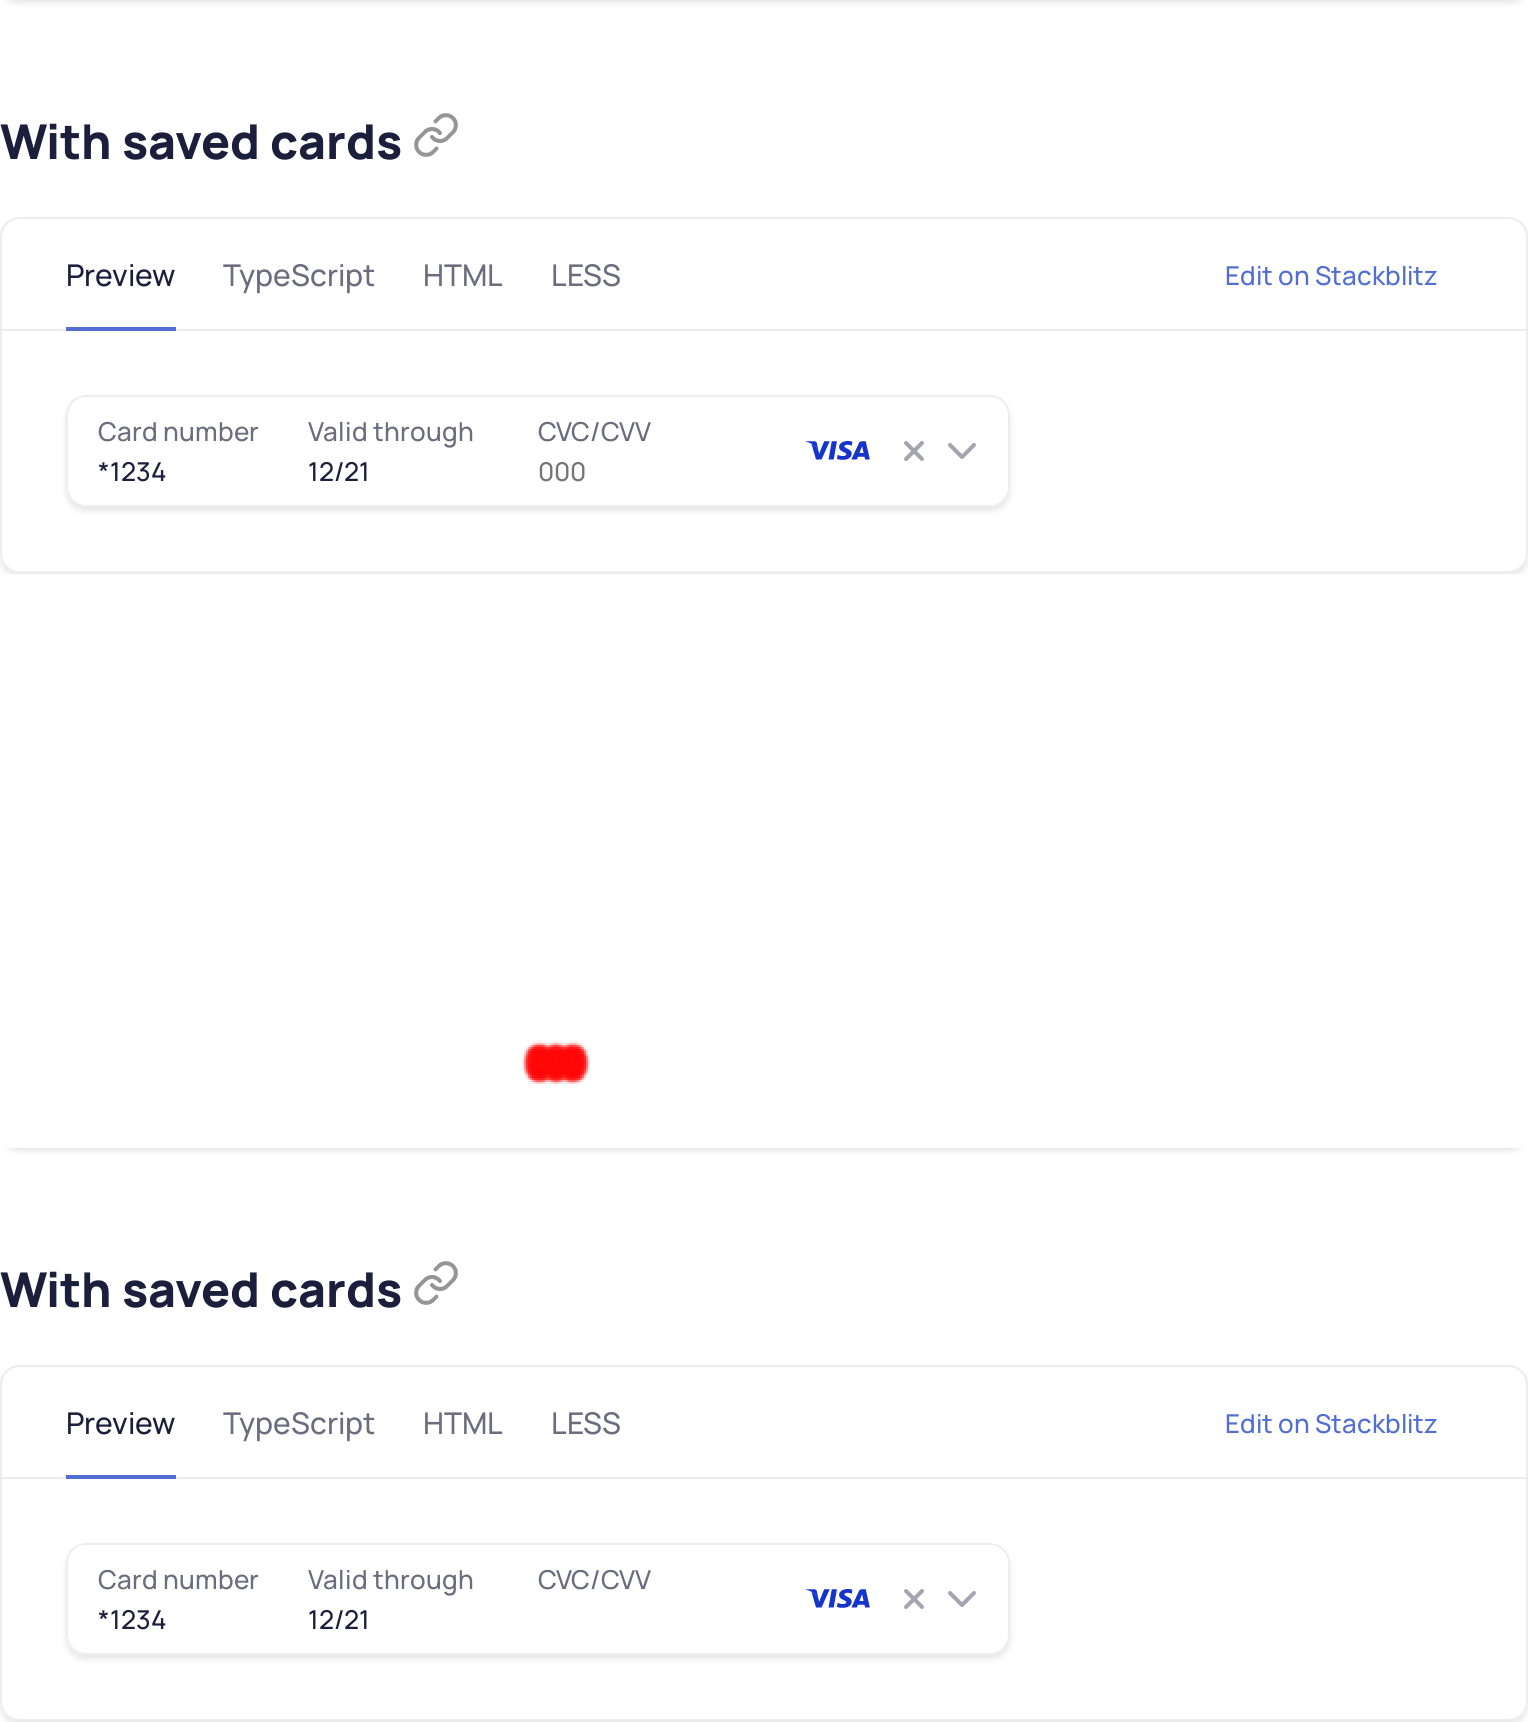 With saved cards
Preview TypeScript HTML LESS Edit on Stackblitz
Card number Valid through CVC/CVV
*1234 12/21 000
VISA
With saved cards
Preview TypeScript HTML LESS Edit on Stackblitz
Card number Valid through CVC/CVV
*1234 12/21
VISA